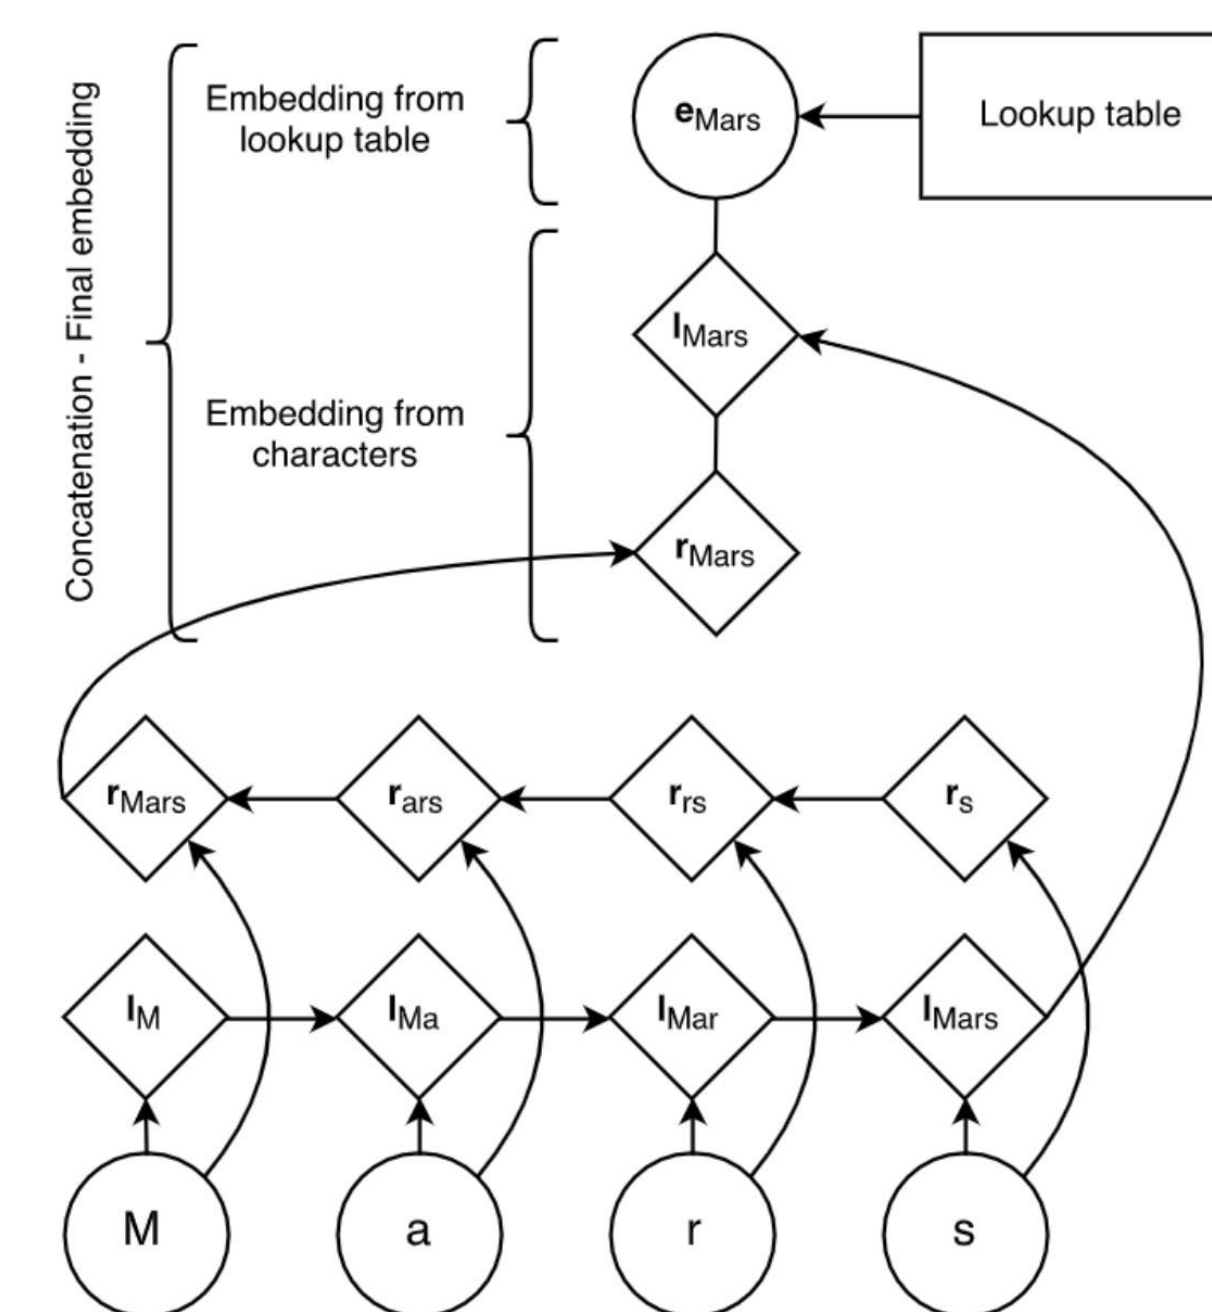 Concatenation - Final embedding
Embedding from
lookup table
eMars
Lookup table
lMars
Embedding from
characters
rMars
rMars
rars
rrs
rs
lM
lMa
lMar
lMars
M
a
r
s